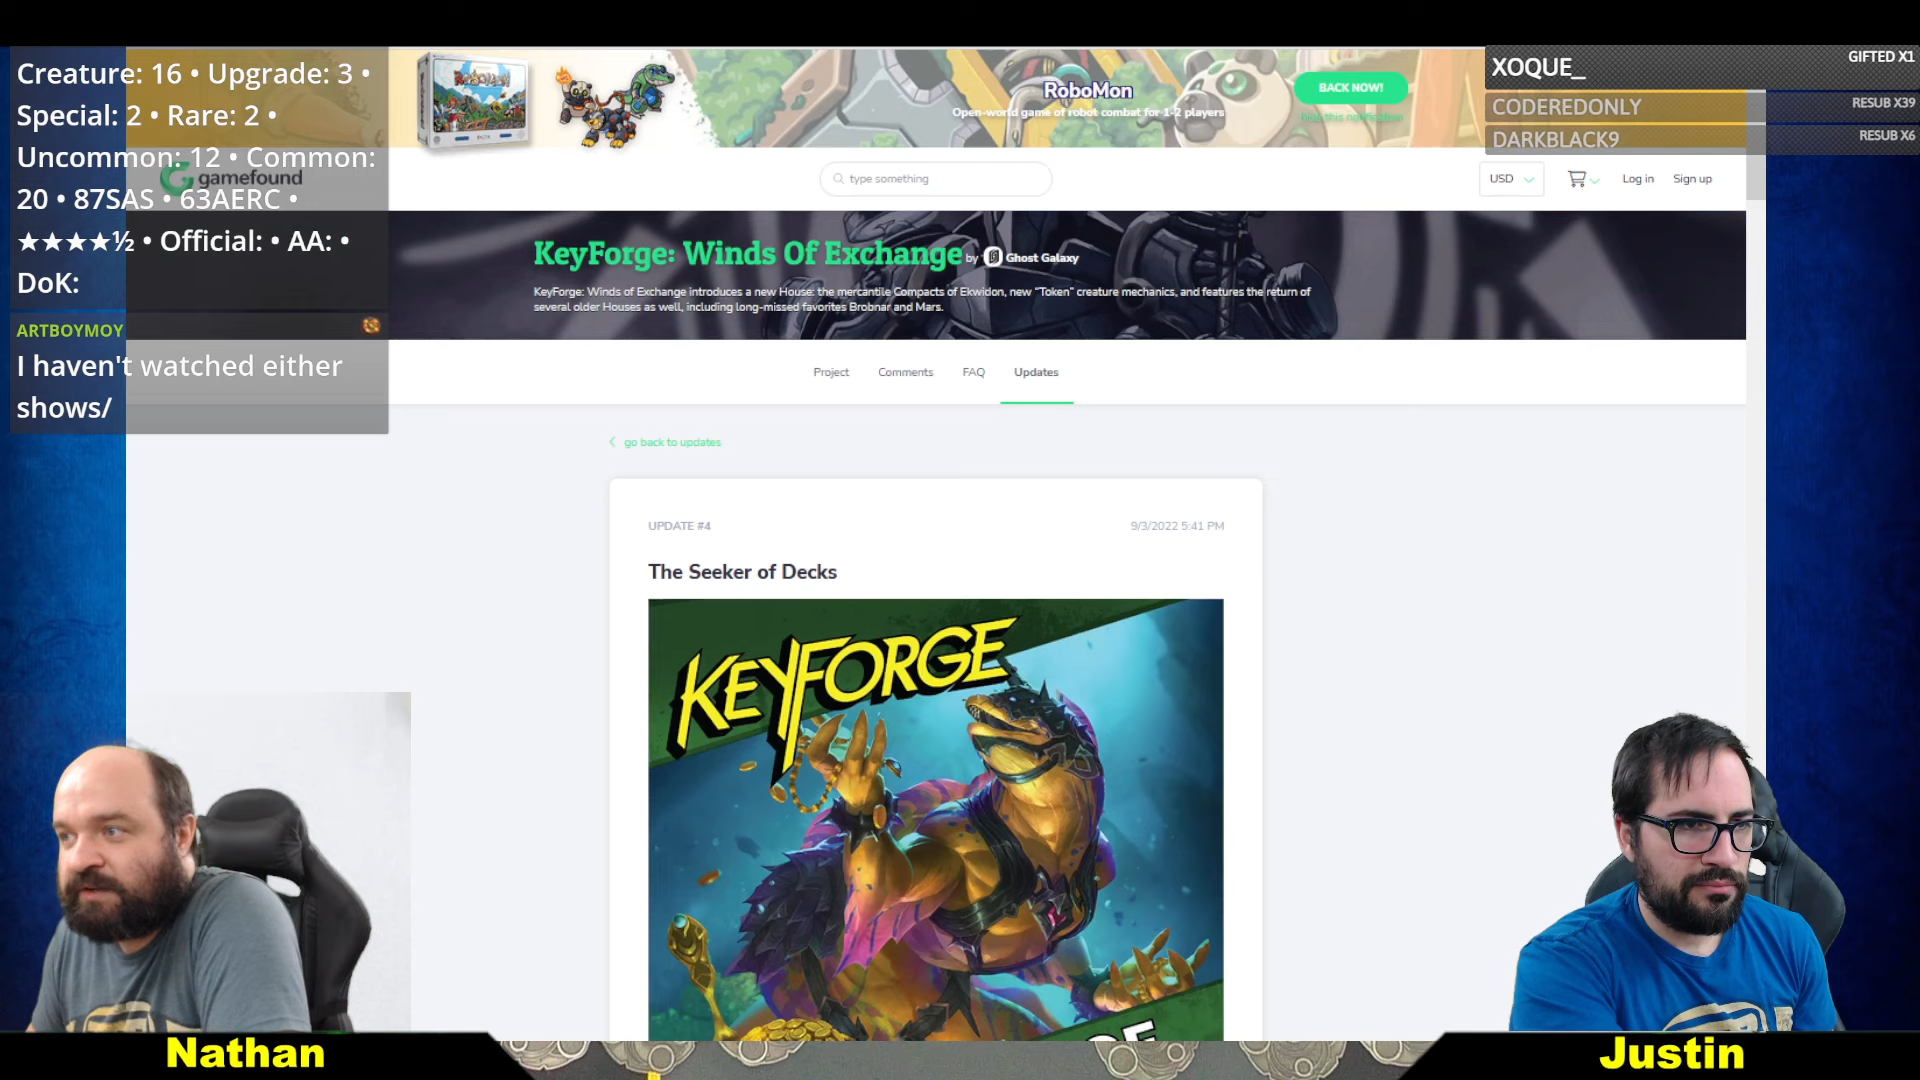 Creature: 16 • Upgrade: 3 •
Special: 2 • Rare: 2 •
Uncommon: 12 • Common:
20 • 87SAS • 63AERC •
★★★★½ • Official: • AA: •
DoK:
ARTBOYMOY
I haven't watched either
shows/
RoboMon
Open-world game of robot combat for 1-2 players
BACK NOW!
hide this notification
XOQUE_
GIFTED X1
CODEREDONLY
RESUB X39
DARKBLACK9
RESUB X6
gamefound
type something
USD
Log in
Sign up
KeyForge: Winds Of Exchange by Ghost Galaxy
KeyForge: Winds of Exchange introduces a new House: the mercantile Compacts of Ekwidon, new "Token" creature mechanics, and features the return of
several older Houses as well, including long-missed favorites Brobnar and Mars.
Project
Comments
FAQ
Updates
go back to updates
UPDATE #4
9/3/2022 5:41 PM
The Seeker of Decks
KEYFORGE
Nathan
Justin